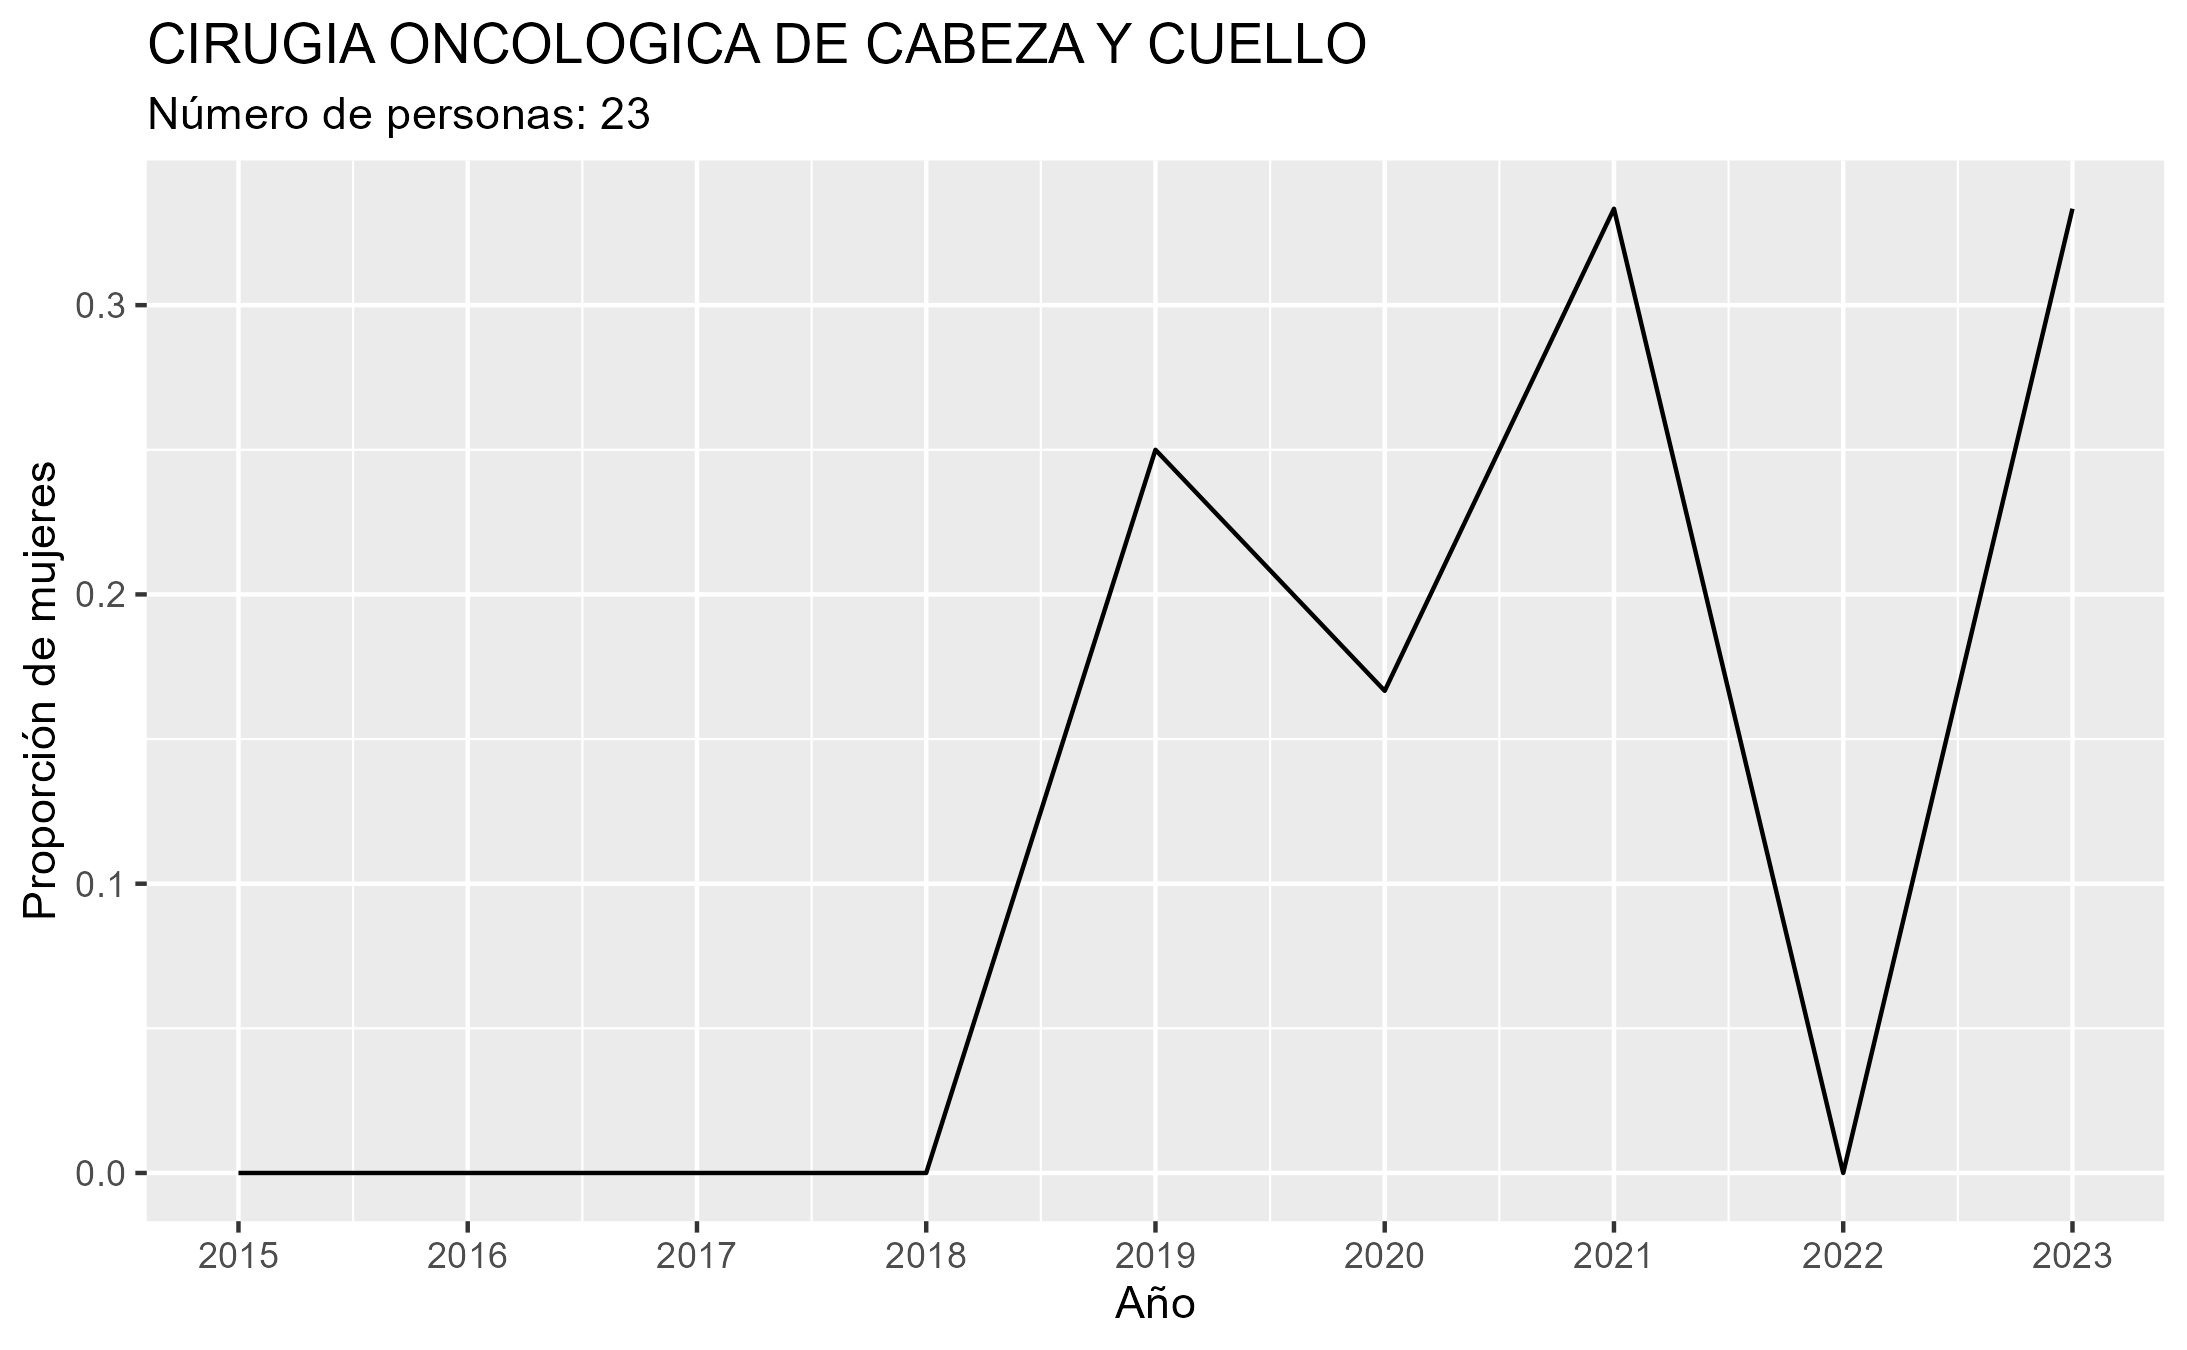 CIRUGIA ONCOLOGICA DE CABEZA Y CUELLO
Número de personas: 23
Proporción de mujeres
0.3
0.2
0.1
0.0
2015 2016 2017 2018 2019 2020 2021 2022 2023
Año